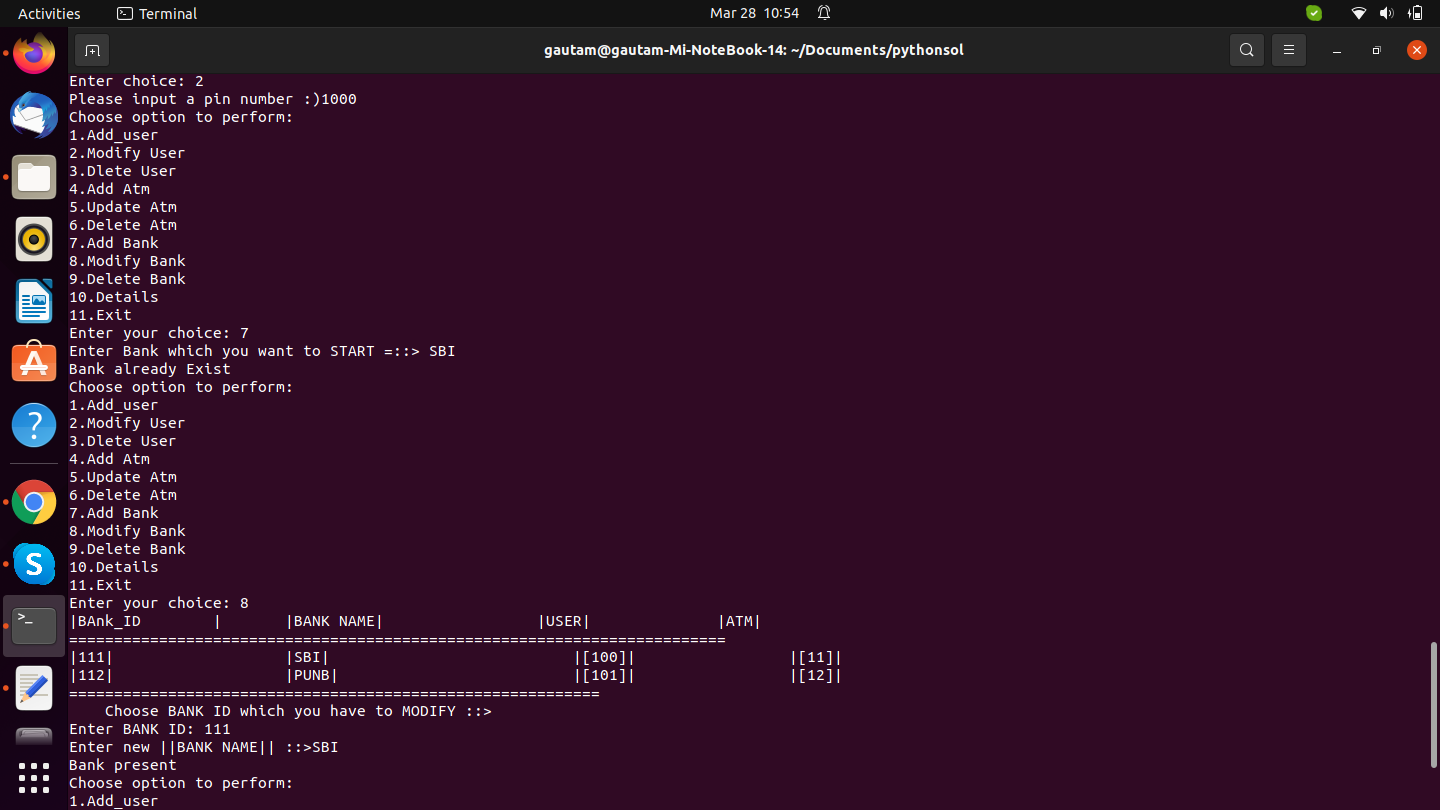 Activities
Terminal
Mar 28 10:54
gautam@gautam-Mi-NoteBook-14: ~/Documents/pythonsol
Enter choice: 2
Please input a pin number :)1000
Choose option to perform:
1.Add_user
2.Modify User
3.Dlete User
4.Add Atm
5.Update Atm
6.Delete Atm
7.Add Bank
8.Modify Bank
9.Delete Bank
10.Details
11.Exit
Enter your choice: 7
Enter Bank which you want to START =::> SBI
Bank already Exist
Choose option to perform:
1.Add_user
2.Modify User
3.Dlete User
4.Add Atm
5.Update Atm
6.Delete Atm
7.Add Bank
8.Modify Bank
9.Delete Bank
10.Details
11.Exit
Enter your choice: 8
|BAnk_ID        |       |BANK NAME|                 |USER|              |ATM|
=========================================================================
|111|                   |SBI|                           |[100]|                 |[11]|
|112|                   |PUNB|                          |[101]|                 |[12]|
===========================================================
    Choose BANK ID which you have to MODIFY ::>
Enter BANK ID: 111
Enter new ||BANK NAME|| ::>SBI
Bank present
Choose option to perform:
1.Add_user